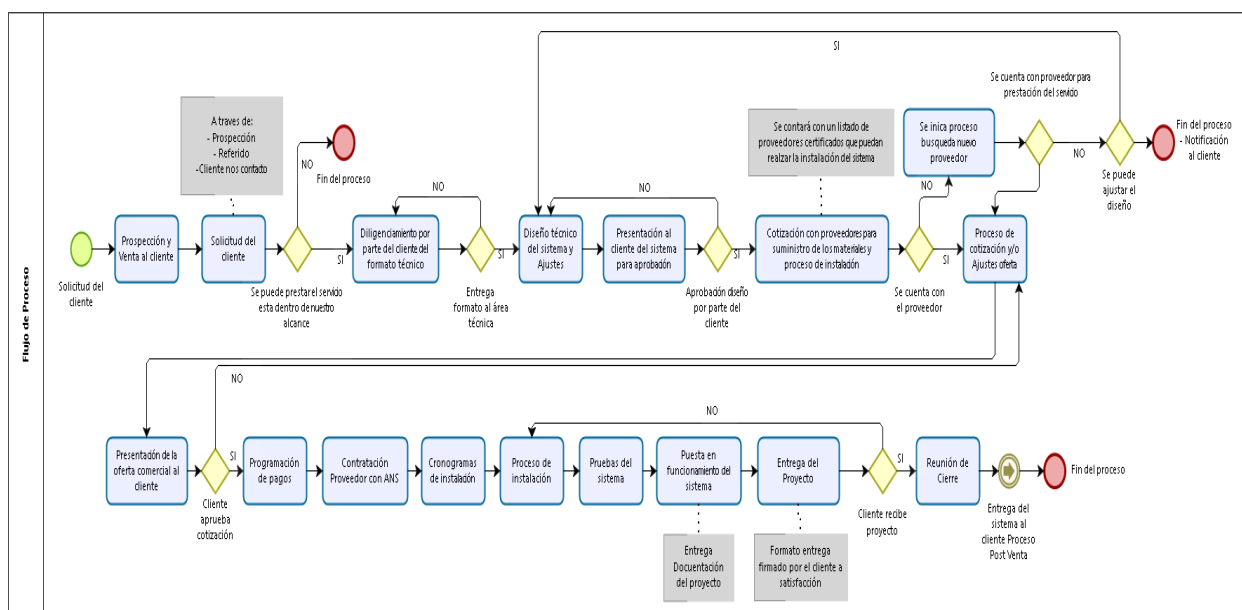 Flujo de Proceso
Solicitud del
cliente
Prospección y
Venta al cliente
A traves de:
- Prospección
- Referido
-Cliente nos contacto
Solicitud del
cliente
Se puede prestar el servicio
esta dentro de nuestro
alcance
NO
Fin del proceso
SI
Diligenciamiento por
parte del cliente del
formato técnico
NO
Entrega
formato al área
técnica
SI
Diseño técnico
del sistema y
Ajustes
Presentación al
cliente del sistema
para aprobación
NO
Aprobación diseño
por parte del
cliente
SI
Se contará con un listado de
proveedores certificados que puedan
realzar la instalación del sistema
Cotización con proveedores para
suministro de los materiales y
proceso de instalación
Se cuenta con
el proveedor
NO
SI
Se inica proceso
busqueda nuevo
proveedor
Se cuenta con proveedor para
prestación del servicio
NO
SI
Se puede
ajustar el
diseño
Fin del proceso
- Notificación
al cliente
Proceso de
cotización y/o
Ajustes oferta
Presentación de la
oferta comercial al
cliente
NO
SI
Cliente
aprueba
cotización
Programación
de pagos
Contratación
Proveedor con ANS
Cronogramas
de instalación
Proceso de
instalación
Pruebas del
sistema
Puesta en
funcionamiento del
sistema
Entrega
Docuentación
del proyecto
Entrega del
Proyecto
Formato entrega
firmado por el cliente a
satisfacción
NO
SI
Cliente recibe
proyecto
Reunión de
Cierre
Entrega del
sistema al
cliente Proceso
Post Venta
Fin del proceso